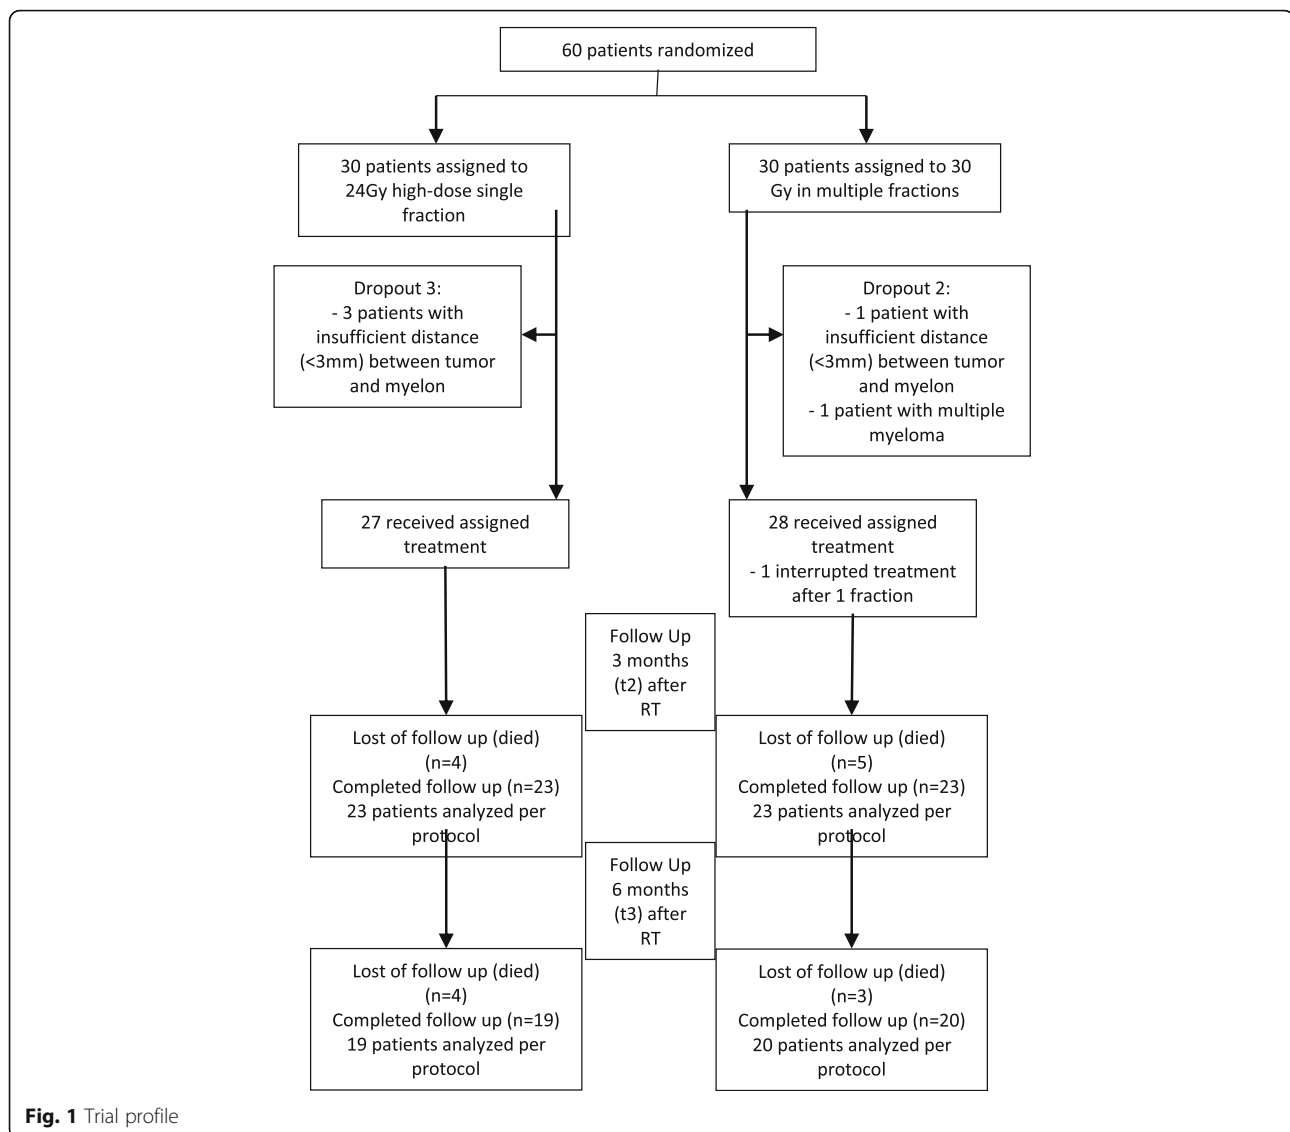 60 patients randomized
30 patients assigned to
24Gy high-dose single
fraction
30 patients assigned to 30
Gy in multiple fractions
Dropout 3:
- 3 patients with
insufficient distance
(<3mm) between tumor
and myelon
Dropout 2:
- 1 patient with
insufficient distance
(<3mm) between tumor
and myelon
- 1 patient with multiple
myeloma
27 received assigned
treatment
28 received assigned
treatment
- 1 interrupted treatment
after 1 fraction
Follow Up
3 months
(t2) after
RT
Lost of follow up (died)
(n=4)
Completed follow up (n=23)
23 patients analyzed per
protocol
Lost of follow up (died)
(n=5)
Completed follow up (n=23)
23 patients analyzed per
protocol
Follow Up
6 months
(t3) after
RT
Lost of follow up (died)
(n=4)
Completed follow up (n=19)
19 patients analyzed per
protocol
Lost of follow up (died)
(n=3)
Completed follow up (n=20)
20 patients analyzed per
protocol
Fig. 1 Trial profile